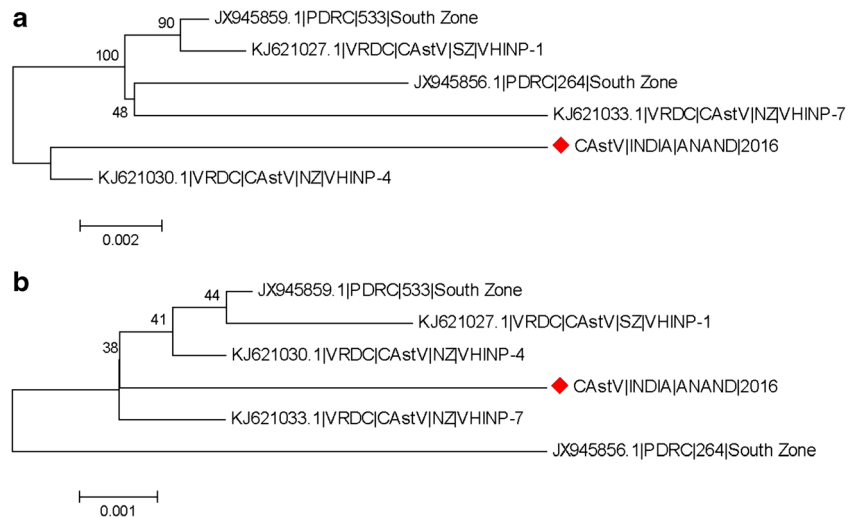 a
90
JX945859.1|PDRC|533|South Zone
KJ621027.1|VRDC|CAstV|SZ|VHINP-1
100
JX945856.1|PDRC|264|South Zone
48
KJ621033.1|VRDC|CAstV|NZ|VHINP-7
CAstV|INDIA|ANAND|2016
KJ621030.1|VRDC|CAstV|NZ|VHINP-4
0.002
b
44
JX945859.1|PDRC|533|South Zone
41
KJ621027.1|VRDC|CAstV|SZ|VHINP-1
38
KJ621030.1|VRDC|CAstV|NZ|VHINP-4
CAstV|INDIA|ANAND|2016
KJ621033.1|VRDC|CAstV|NZ|VHINP-7
JX945856.1|PDRC|264|South Zone
0.001